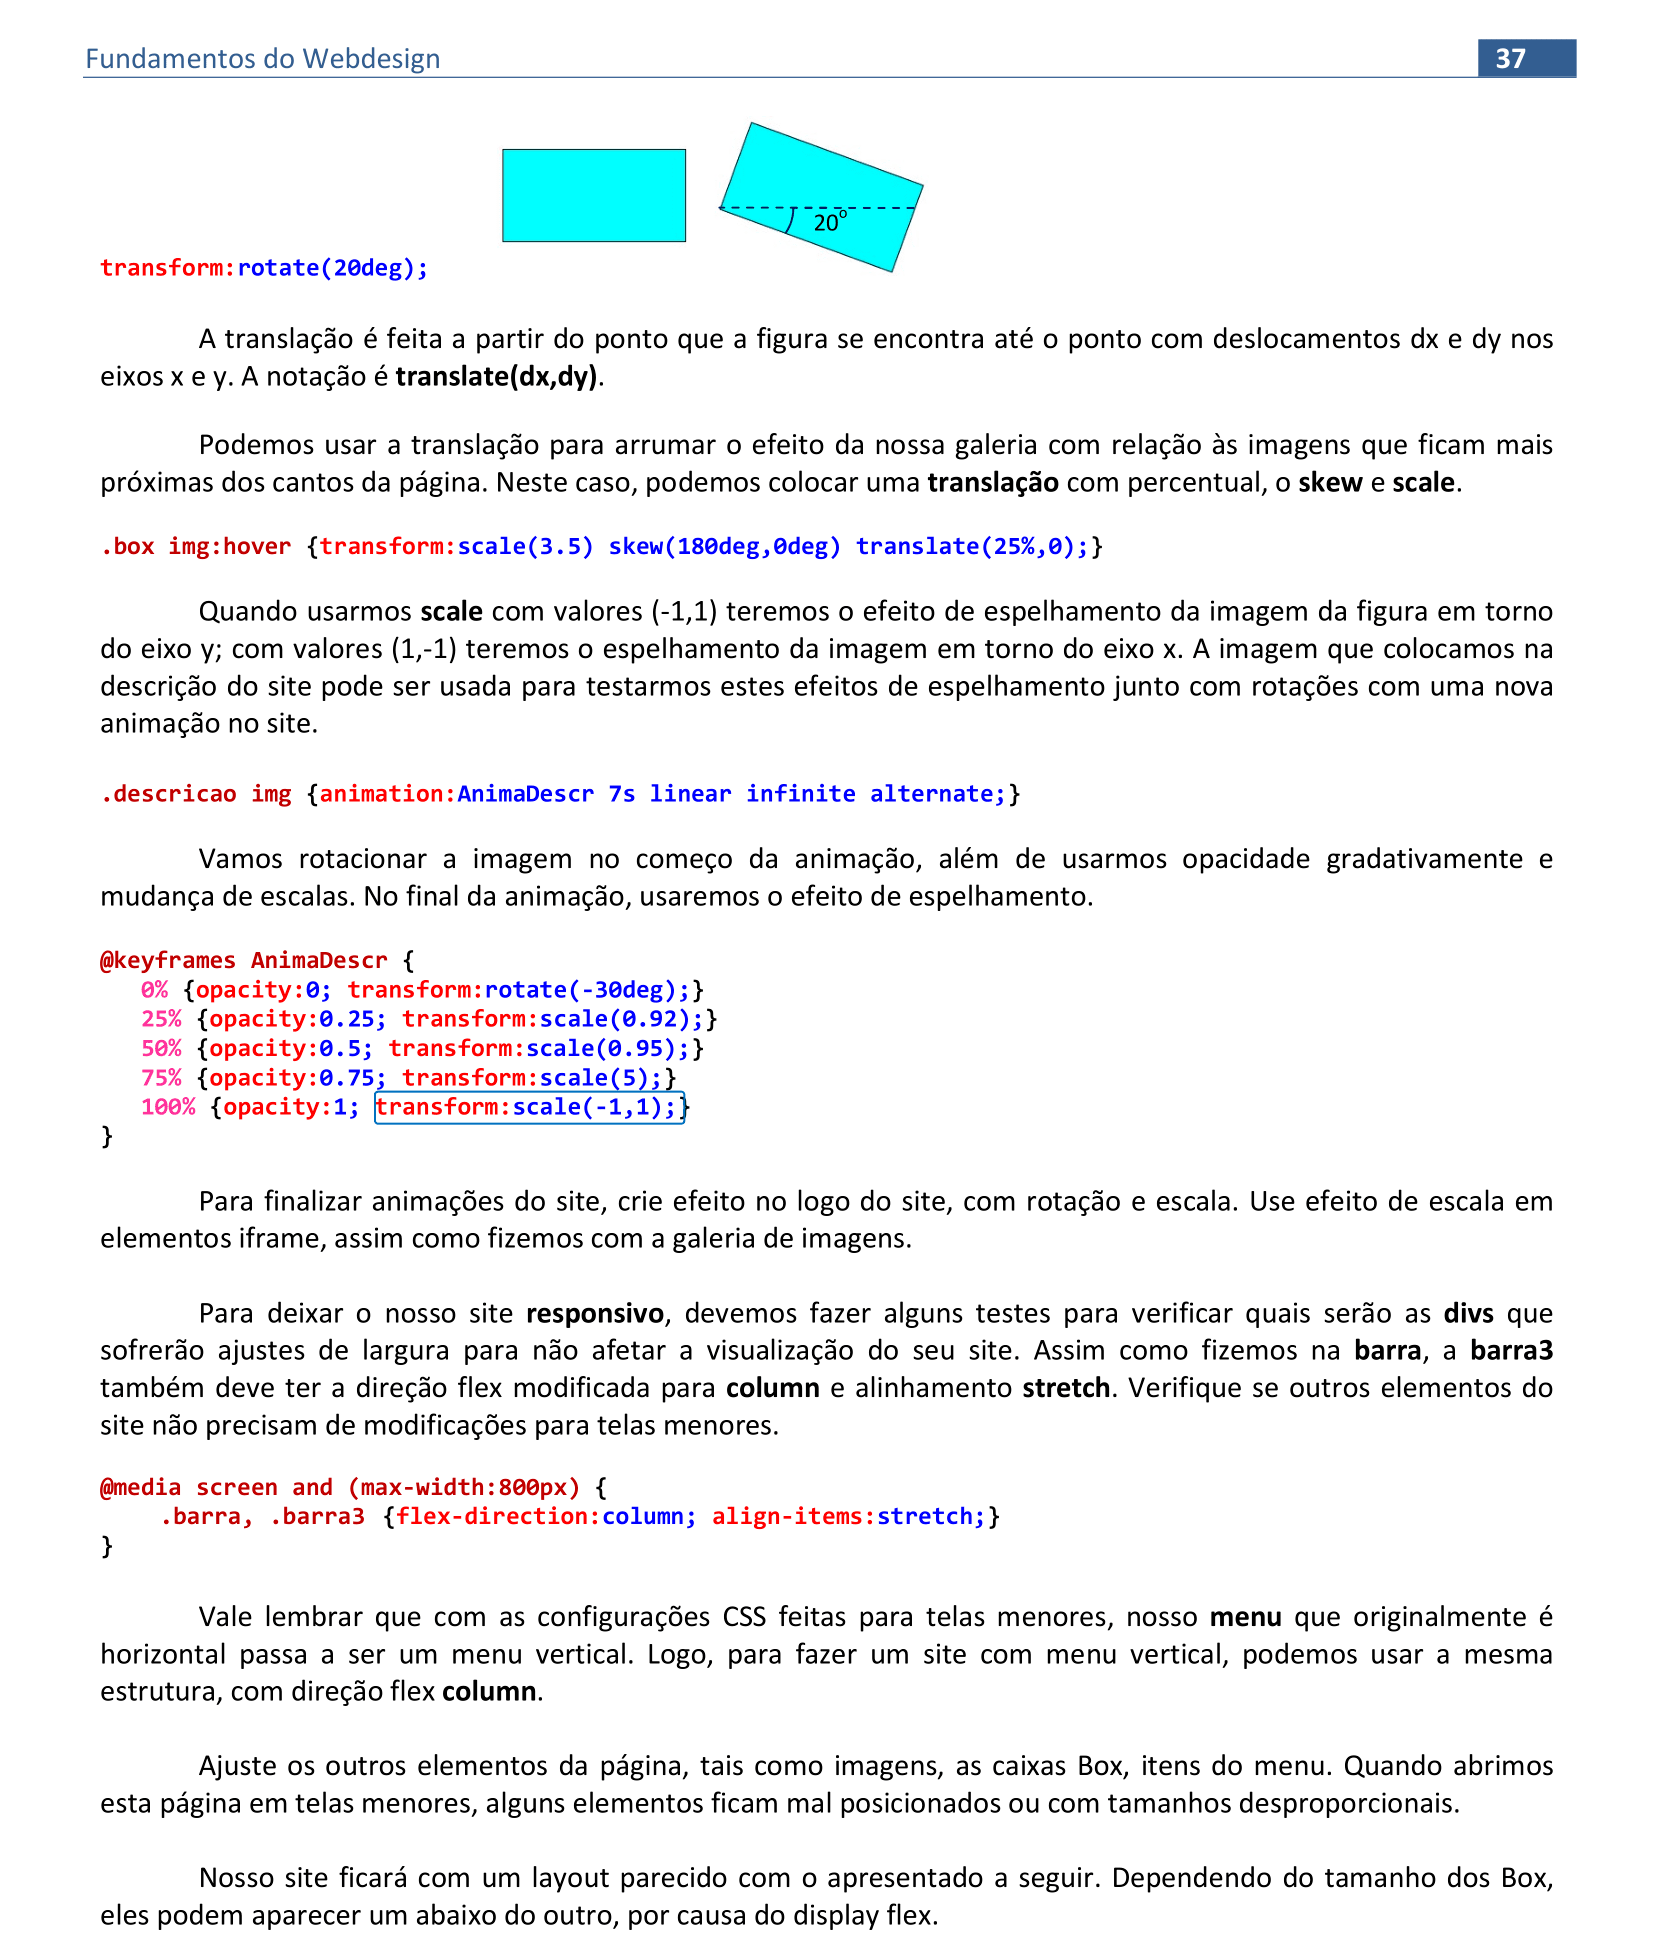 Fundamentos do Webdesign 37
20º
transform:rotate(20deg);
A translação é feita a partir do ponto que a figura se encontra até o ponto com deslocamentos dx e dy nos
eixos x e y. A notação é translate(dx,dy).
Podemos usar a translação para arrumar o efeito da nossa galeria com relação às imagens que ficam mais
próximas dos cantos da página. Neste caso, podemos colocar uma translação com percentual, o skew e scale.
.box img:hover {transform:scale(3.5) skew(180deg,0deg) translate(25%,0);}
Quando usarmos scale com valores (-1,1) teremos o efeito de espelhamento da imagem da figura em torno
do eixo y; com valores (1,-1) teremos o espelhamento da imagem em torno do eixo x. A imagem que colocamos na
descrição do site pode ser usada para testarmos estes efeitos de espelhamento junto com rotações com uma nova
animação no site.
.descricao img {animation:AnimaDescr 7s linear infinite alternate;}
Vamos rotacionar a imagem no começo da animação, além de usarmos opacidade gradativamente e
mudança de escalas. No final da animação, usaremos o efeito de espelhamento.
@keyframes AnimaDescr {
0% {opacity:0; transform:rotate(-30deg);}
25% {opacity:0.25; transform:scale(0.92);}
50% {opacity:0.5; transform:scale(0.95);}
75% {opacity:0.75; transform:scale(5);}
100% {opacity:1; transform:scale(-1,1);}
}
Para finalizar animações do site, crie efeito no logo do site, com rotação e escala. Use efeito de escala em
elementos iframe, assim como fizemos com a galeria de imagens.
Para deixar o nosso site responsivo, devemos fazer alguns testes para verificar quais serão as divs que
sofrerão ajustes de largura para não afetar a visualização do seu site. Assim como fizemos na barra, a barra3
também deve ter a direção flex modificada para column e alinhamento stretch. Verifique se outros elementos do
site não precisam de modificações para telas menores.
@media screen and (max-width:800px) {
.barra, .barra3 {flex-direction:column; align-items:stretch;}
}
Vale lembrar que com as configurações CSS feitas para telas menores, nosso menu que originalmente é
horizontal passa a ser um menu vertical. Logo, para fazer um site com menu vertical, podemos usar a mesma
estrutura, com direção flex column.
Ajuste os outros elementos da página, tais como imagens, as caixas Box, itens do menu. Quando abrimos
esta página em telas menores, alguns elementos ficam mal posicionados ou com tamanhos desproporcionais.
Nosso site ficará com um layout parecido com o apresentado a seguir. Dependendo do tamanho dos Box,
eles podem aparecer um abaixo do outro, por causa do display flex.